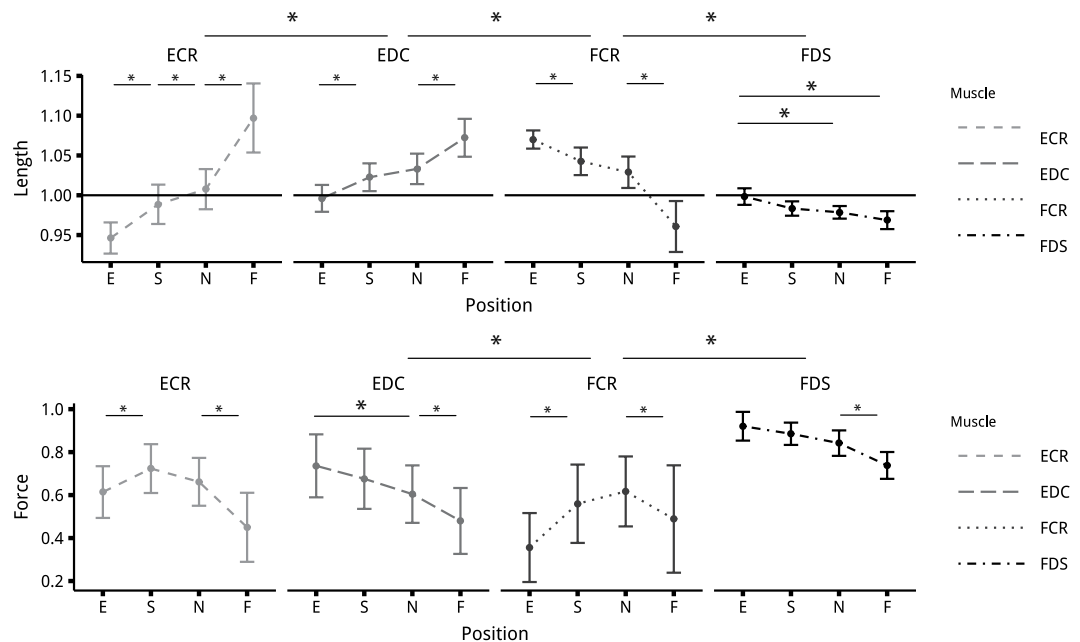 * * *
ECR EDC FCR FDS
* * * * * * * *
*
Length
1.15
1.10
1.05
1.00
0.95
E S N F E S N F E S N F E S N F
Position
Muscle
ECR
EDC
FCR
FDS
* *
ECR EDC FCR FDS
* * * * * * *
Force
1.0
0.8
0.6
0.4
0.2
E S N F E S N F E S N F E S N F
Position
Muscle
ECR
EDC
FCR
FDS